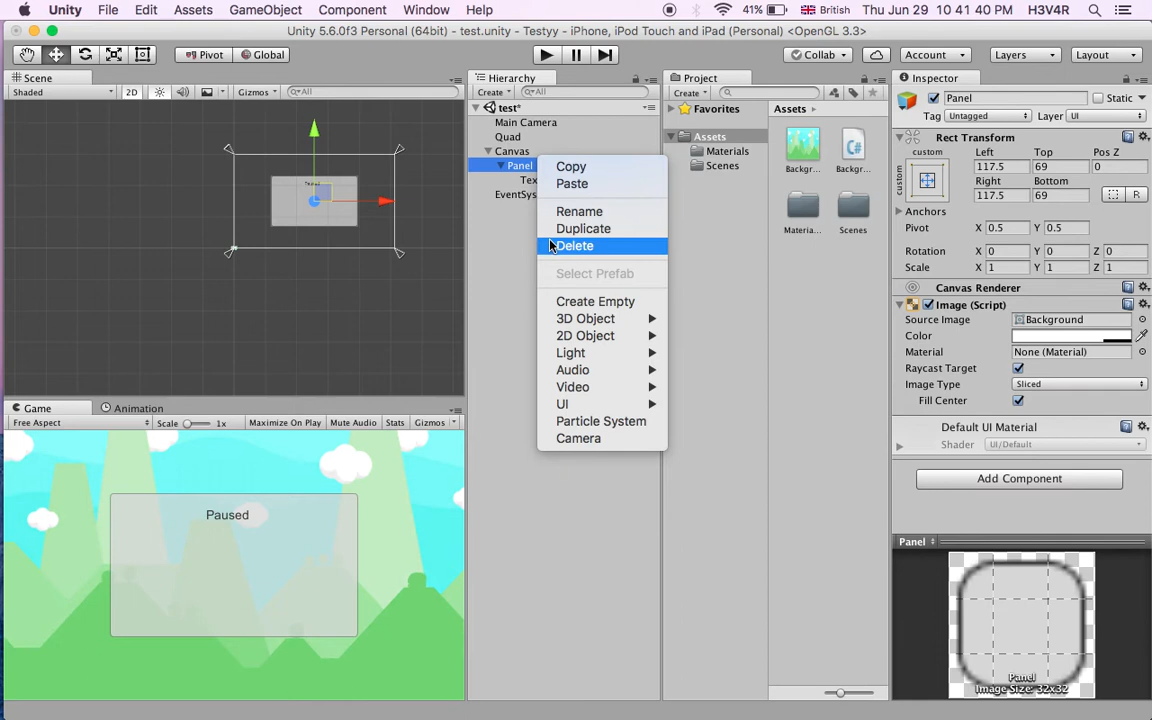 Unity File Edit Assets GameObject Component Window Help 41% British Thu Jun 29 10:41:40 PM H3V4R
Unity 5.6.0f3 Personal (64bit) - test.unity - Testyy - iPhone, iPod Touch and iPad (Personal) <OpenGL 3.3>
Pivot Global Collab Account Layers Layout
Scene
Shaded 2D Gizmos All
Hierarchy
Create All
test*
Main Camera
Quad
Canvas
Panel
Tex
EventSys
Copy
Paste
Rename
Duplicate
Delete
Select Prefab
Create Empty
3D Object
2D Object
Light
Audio
Video
UI
Particle System
Camera
Project
Create
Favorites
Assets
Materials
Scenes
Assets
Backgr...
Backgr...
Materia...
Scenes
Inspector
Panel Static
Tag Untagged Layer UI
Rect Transform
custom Left Top Pos Z
custom 117.5 69 0
Right Bottom
117.5 69 R
Anchors
Pivot X 0.5 Y 0.5
Rotation X 0 Y 0 Z 0
Scale X 1 Y 1 Z 1
Canvas Renderer
Image (Script)
Source Image Background
Color
Material None (Material)
Raycast Target
Image Type Sliced
Fill Center
Default UI Material
Shader UI/Default
Add Component
Panel
Panel
Image Size: 32x32
Game Animation
Free Aspect Scale 1x Maximize On Play Mute Audio Stats Gizmos
Paused